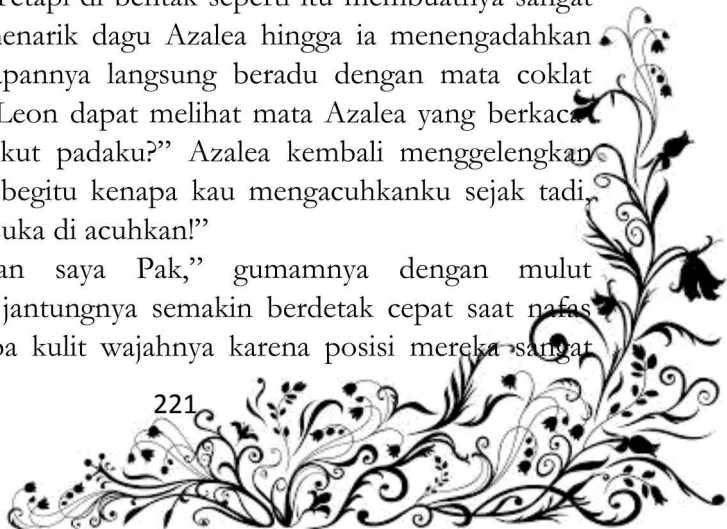 etapi di bentak seperti itu membuatnya sangat
enarik dagu Azalea hingga ia menengadahkan
apannya langsung beradu dengan mata coklat
Leon dapat melihat mata Azalea yang berkaca-
kut padaku?” Azalea kembali menggelengkan
begitu kenapa kau mengacuhkanku sejak tadi,
uka di acuhkan!”
an saya Pak,” gumamnya dengan mulut
jantungnya semakin berdetak cepat saat nafas
pa kulit wajahnya karena posisi mereka sangat
221